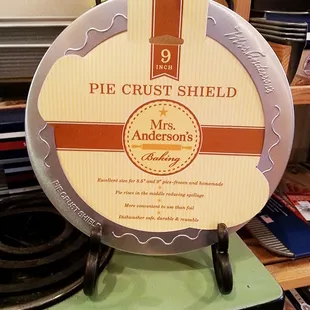 9
INCH
Mrs. Anderson's
PIE CRUST SHIELD
Mrs.
Anderson's
Baking
Excellent size for 8.5" and 9" pies-frozen and homemade
Pie rises in the middle reducing spillage
More convenient to use than foil
Dishwasher safe, durable & reusable
PIE CRUST SHIELD